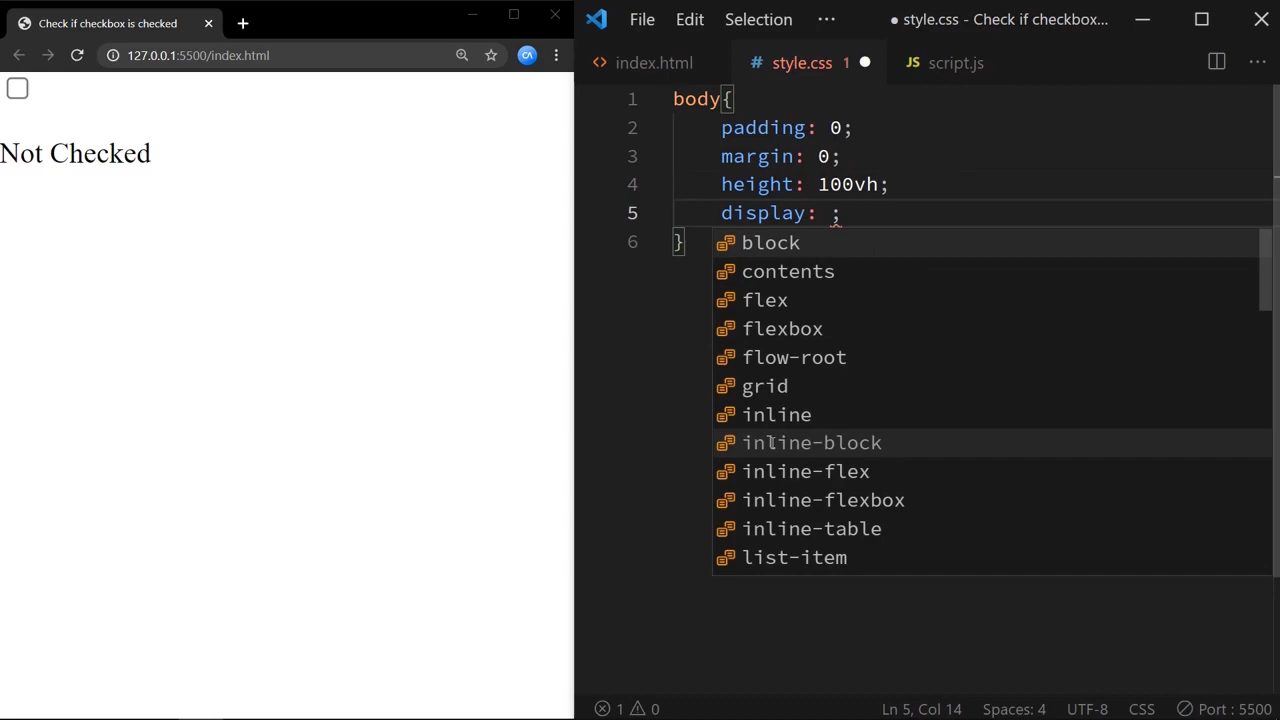 Check if checkbox is checked
127.0.0.1:5500/index.html
Not Checked
File Edit Selection ··· ● style.css - Check if checkbox...
<> index.html # style.css 1 ● JS script.js ···
1 body{
2 padding: 0;
3 margin: 0;
4 height: 100vh;
5 display: ;
6 }
block
contents
flex
flexbox
flow-root
grid
inline
inline-block
inline-flex
inline-flexbox
inline-table
list-item
1 0 Ln 5, Col 14 Spaces: 4 UTF-8 CSS Port : 5500